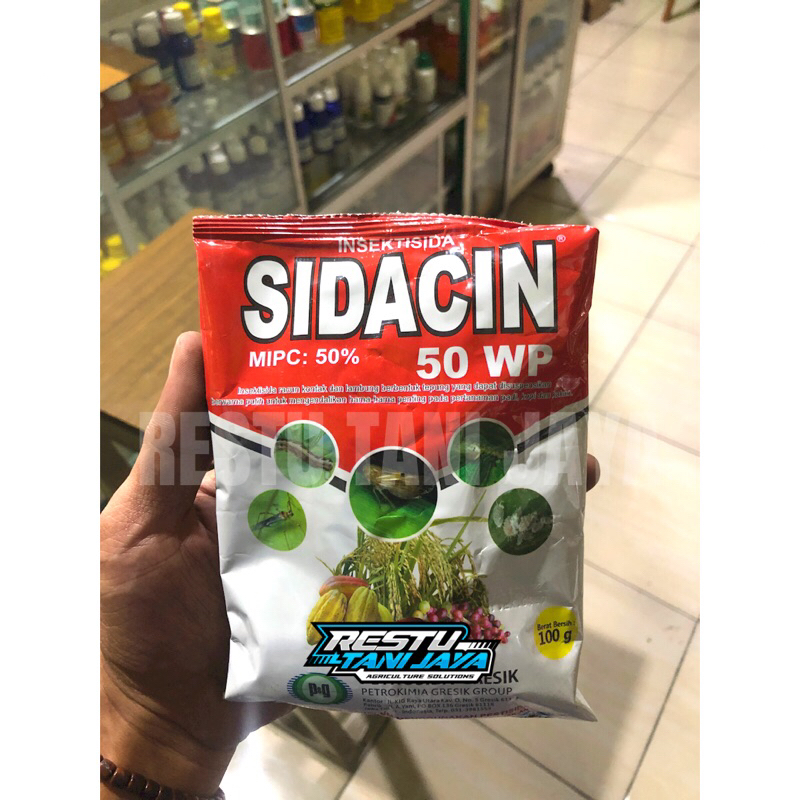 INSEKTISIDA
SIDACIN®
MIPC: 50%
50 WP
Insektisida racun kontak dan lambung berbentuk tepung yang dapat disuspensikan
berwarna putih untuk mengendalikan hama-hama penting pada pertanaman padi, kopi dan kakao.
RESTU TANI JAYA
Berat Bersih
100 g
RESTU
TANI JAYA
AGRICULTURE SOLUTIONS
PETROKIMIA GRESIK GROUP